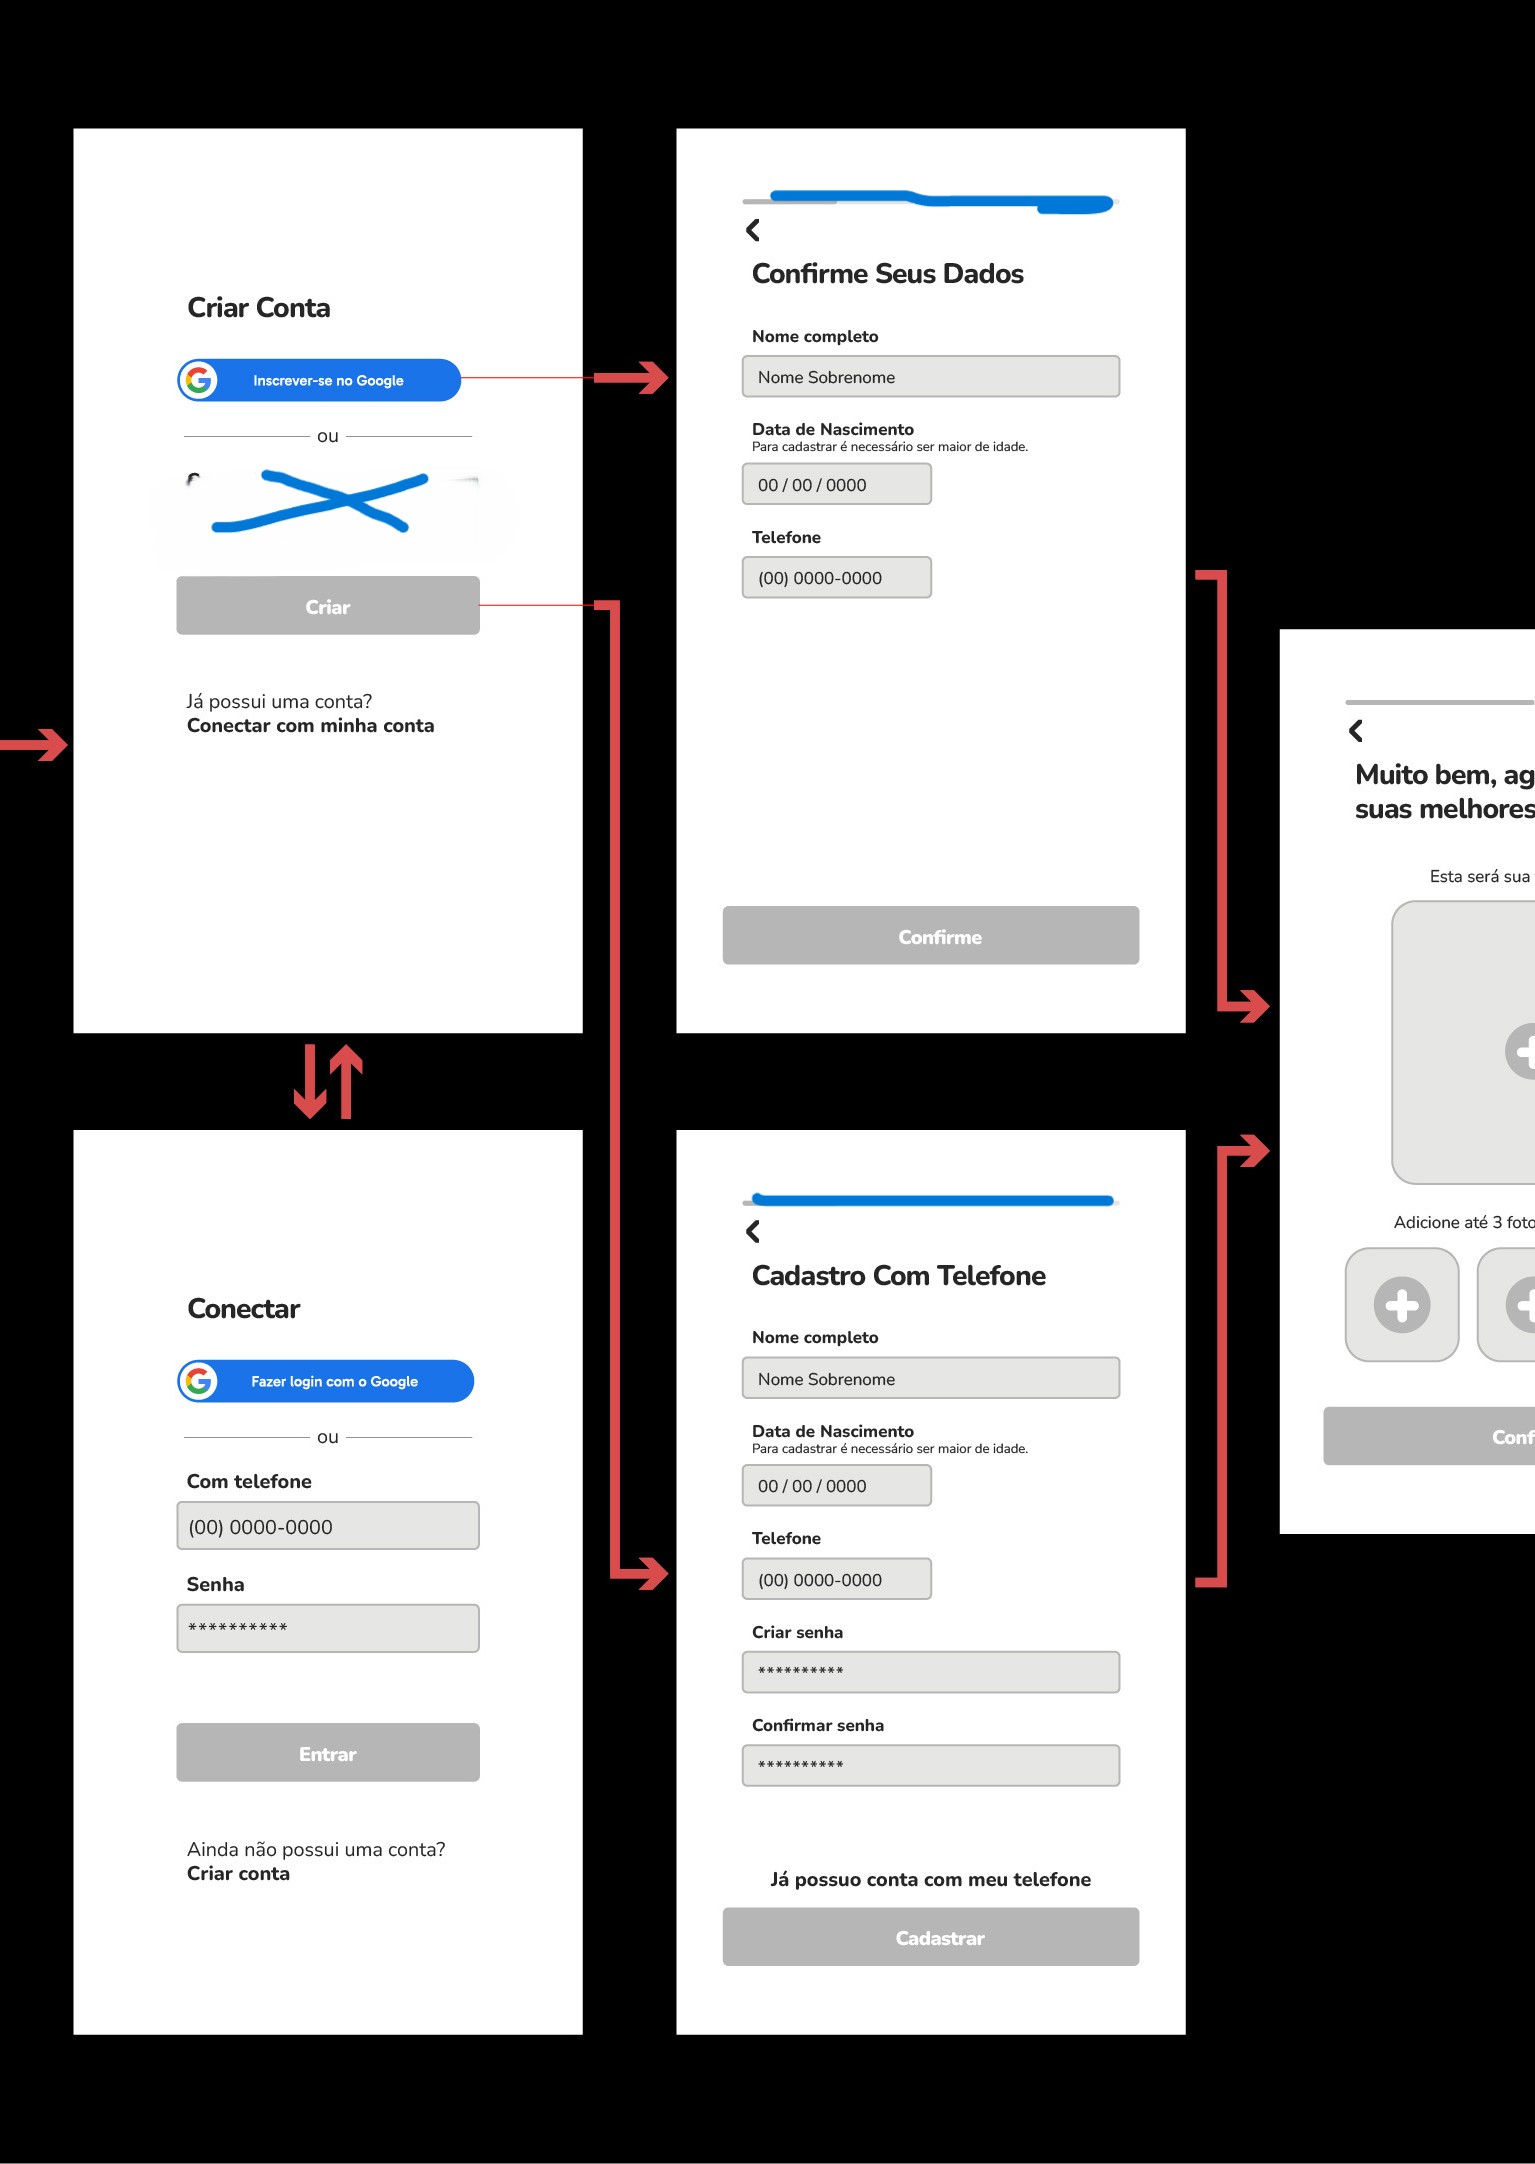 Criar Conta
Inscrever-se no Google
ou
Criar
Já possui uma conta?
Conectar com minha conta
Confirme Seus Dados
Nome completo
Nome Sobrenome
Data de Nascimento
Para cadastrar é necessário ser maior de idade.
00 / 00 / 0000
Telefone
(00) 0000-0000
Confirme
Conectar
Fazer login com o Google
ou
Com telefone
(00) 0000-0000
Senha
**********
Entrar
Ainda não possui uma conta?
Criar conta
Cadastro Com Telefone
Nome completo
Nome Sobrenome
Data de Nascimento
Para cadastrar é necessário ser maior de idade.
00 / 00 / 0000
Telefone
(00) 0000-0000
Criar senha
**********
Confirmar senha
**********
Já possuo conta com meu telefone
Cadastrar
Muito bem,
suas melhores
Esta será sua
Adicione até 3